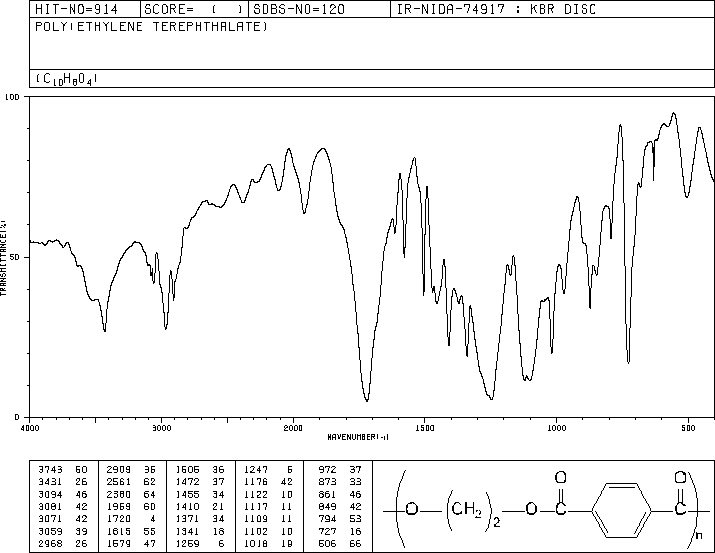 HIT-NO=914 SCORE= ( ) SDBS-NO=120 IR-NIDA-74917 : KBR DISC
POLY(ETHYLENE TEREPHTHALATE)
(C10H8O4)
100
50
0
TRANSMITTANCE(%)
4000 3000 2000 1500 1000 500
WAVENUMBER(-1)
3743 60 2909 36 1606 36 1247 6 972 37
3431 26 2561 62 1472 37 1176 42 873 33
3094 46 2380 64 1455 34 1122 10 861 46
3081 42 1969 60 1410 21 1117 11 849 42
3071 42 1720 4 1371 34 1109 11 794 53
3059 39 1615 55 1341 18 1102 10 727 16
2968 26 1579 47 1259 6 1018 19 506 66
O (CH2)2 O C O C O n